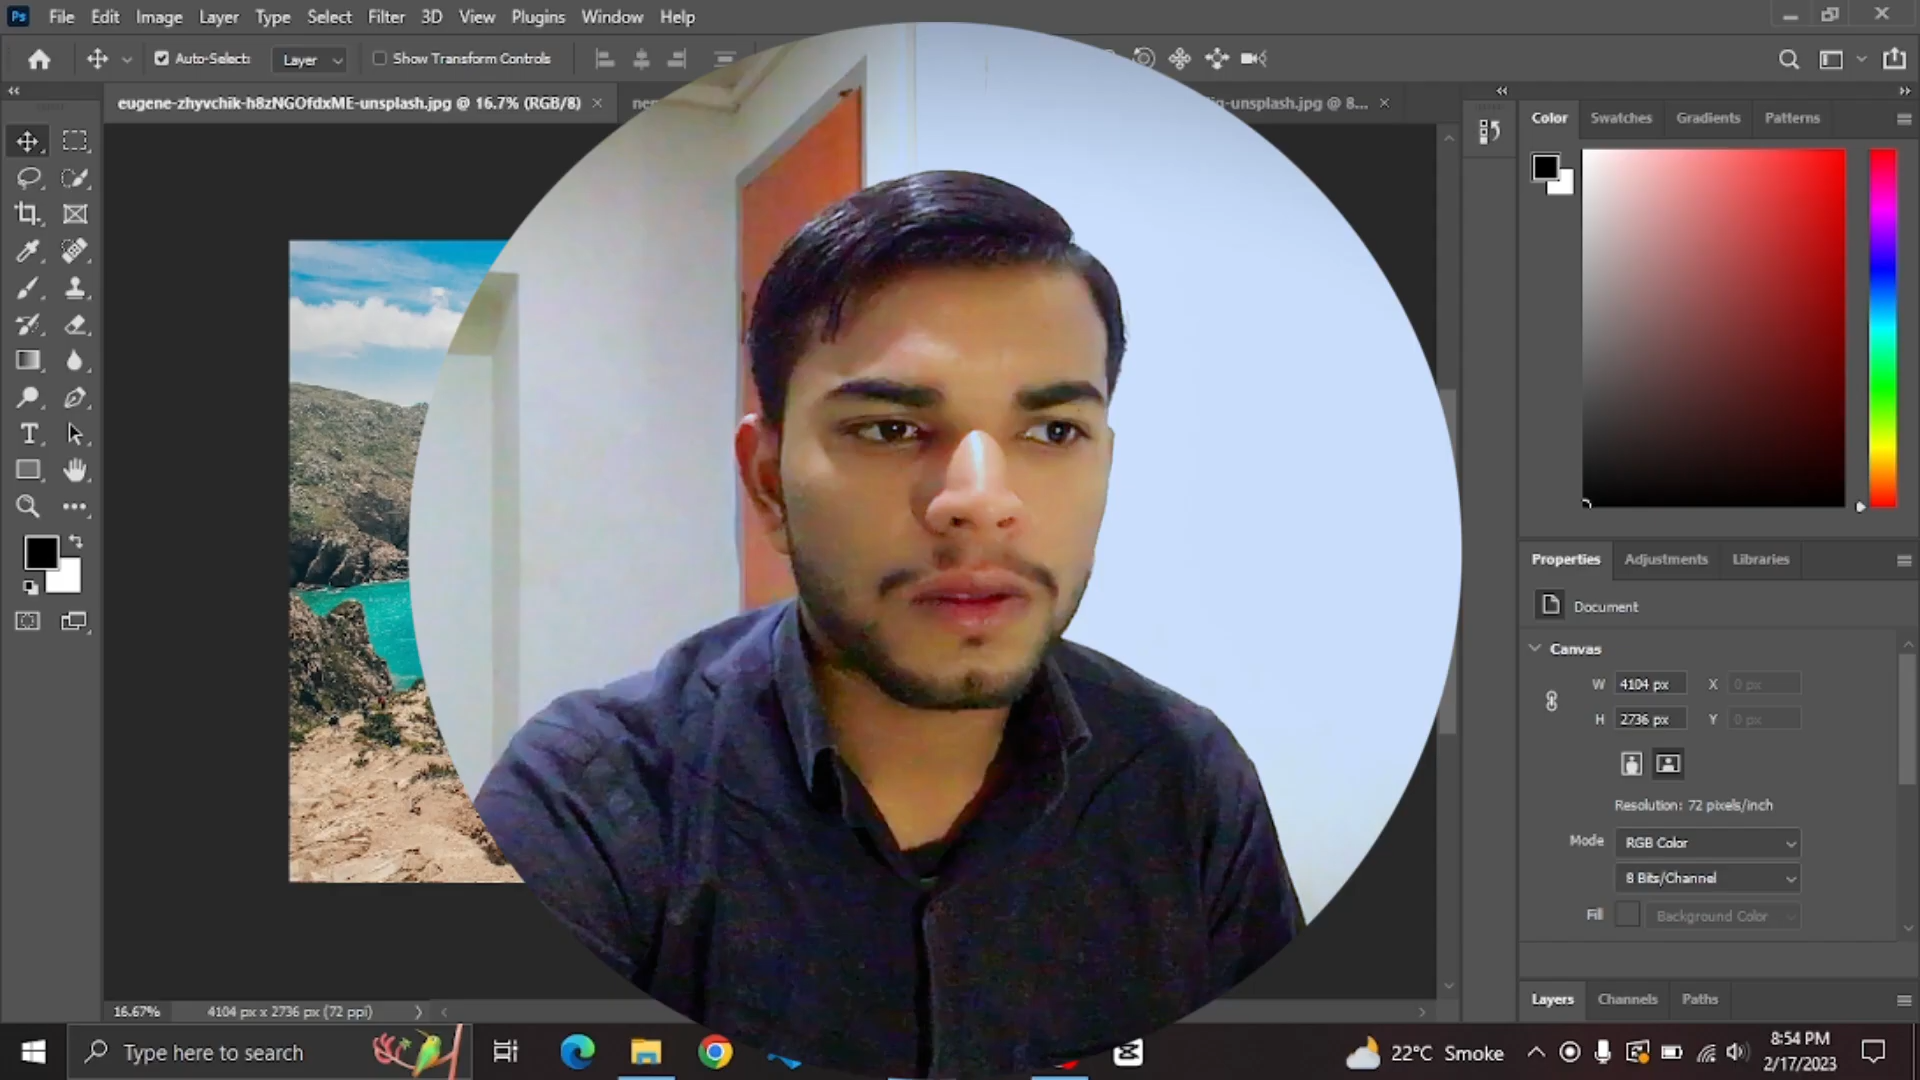 Ps File Edit Image Layer Type Select Filter 3D View Plugins Window Help
Auto-Select: Layer Show Transform Controls
eugene-zhyvchik-h8zNGOfdxME-unsplash.jpg @ 16.7% (RGB/8) × -unsplash.jpg @ 8... ×
Color Swatches Gradients Patterns
Properties Adjustments Libraries
Document
Canvas
W 4104 px X 0 px
H 2736 px Y 0 px
Resolution: 72 pixels/inch
Mode RGB Color
8 Bits/Channel
Fill Background Color
Layers Channels Paths
16.67% 4104 px x 2736 px (72 ppi)
Type here to search
22°C Smoke
8:54 PM
2/17/2023